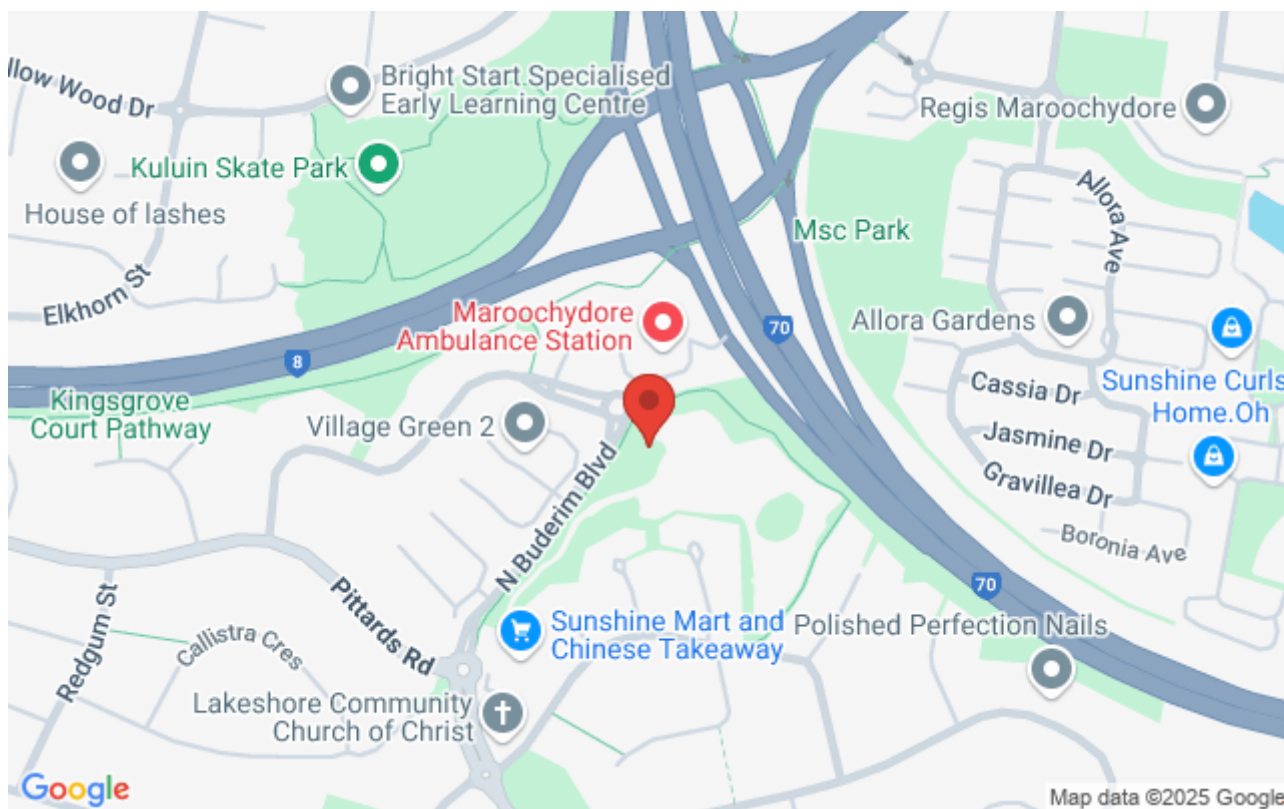 llow Wood Dr
Bright Start Specialised
Early Learning Centre
Regis Maroochydore
Kuluin Skate Park
House of lashes
Allora Ave
Msc Park
Elkhorn St
Maroochydore
Ambulance Station
70
Allora Gardens
8
Kingsgrove
Court Pathway
Cassia Dr
Sunshine Curls
Home.Oh
Village Green 2
Jasmine Dr
N Buderim Blvd
Gravillea Dr
Boronia Ave
70
Pittards Rd
Redgum St
Callistra Cres
Sunshine Mart and
Chinese Takeaway
Polished Perfection Nails
Lakeshore Community
Church of Christ
Google
Map data ©2025 Google